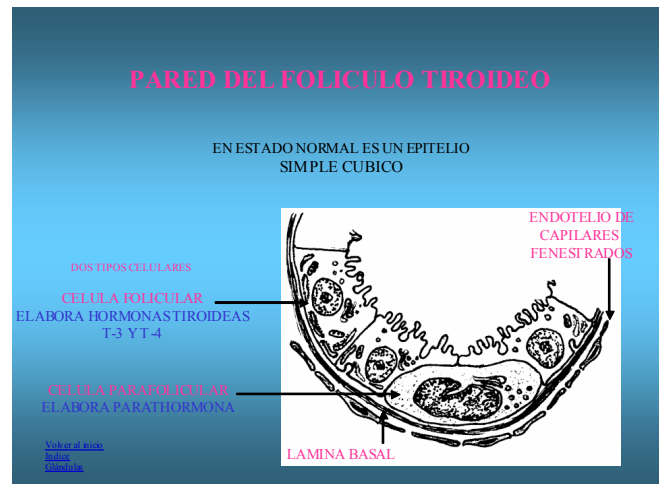 PARED DEL FOLICULO TIROIDEO
EN ESTADO NORMAL ES UN EPITELIO
SIMPLE CUBICO
ENDOTELIO DE
CAPILARES
FENESTRADOS
DOS TIPOS CELULARES
CELULA FOLICULAR
ELABORA HORMONAS TIROIDEAS
T-3 Y T-4
CELULA PARAFOLICULAR
ELABORA PARATHORMONA
LAMINA BASAL
Volver al inicio
Indice
Glándulas